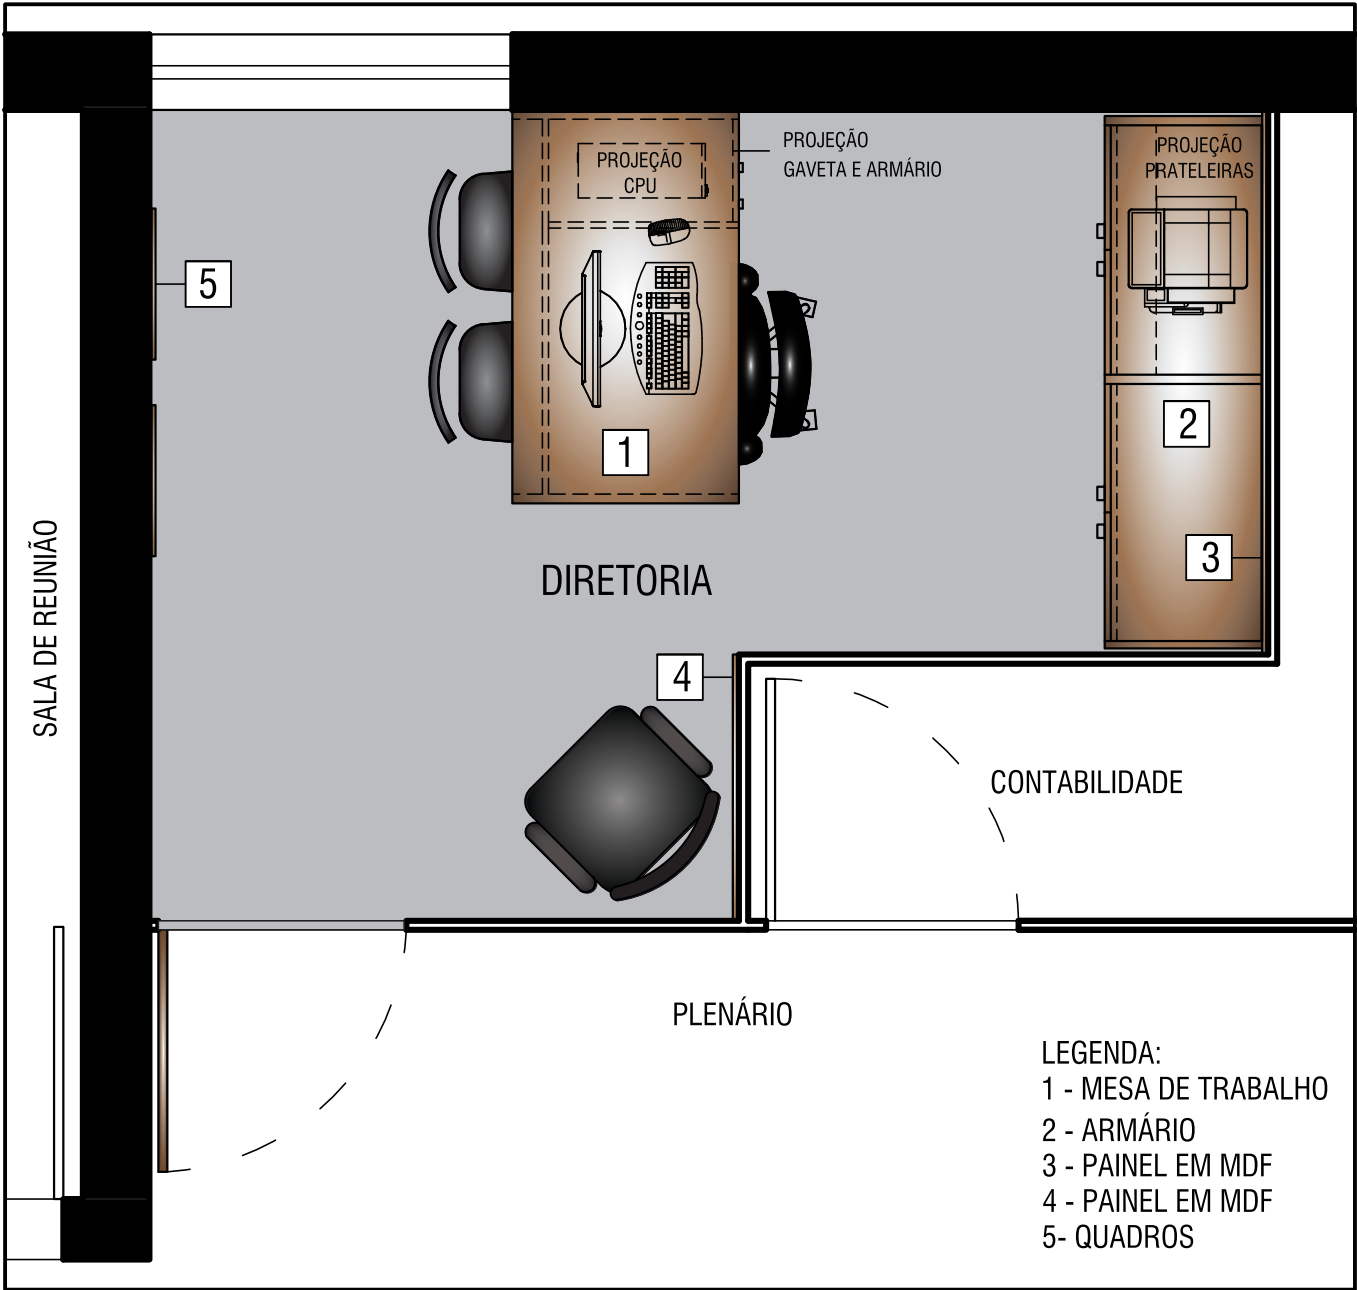 PROJEÇÃO
GAVETA E ARMÁRIO
PROJEÇÃO
CPU
PROJEÇÃO
PRATELEIRAS
5
1
2
3
DIRETORIA
SALA DE REUNIÃO
4
CONTABILIDADE
PLENÁRIO
LEGENDA:
1 - MESA DE TRABALHO
2 - ARMÁRIO
3 - PAINEL EM MDF
4 - PAINEL EM MDF
5- QUADROS